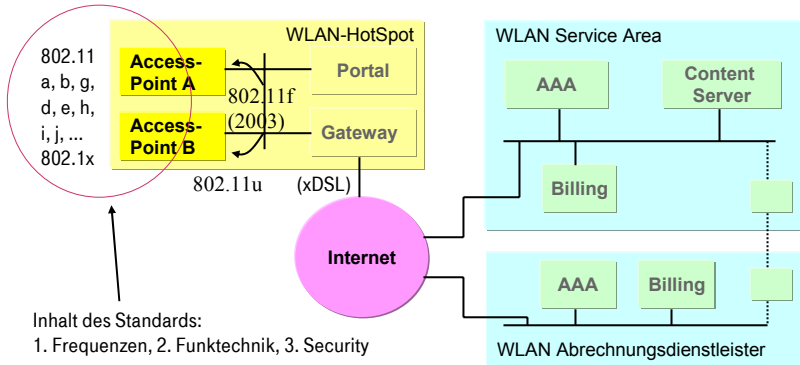 WLAN-HotSpot
802.11
a, b, g,
d, e, h,
i, j, ...
802.1x
Access-
Point A
Access-
Point B
802.11f
(2003)
Portal
Gateway
802.11u
(xDSL)
Internet
WLAN Service Area
AAA
Content
Server
Billing
AAA
Billing
WLAN Abrechnungsdienstleister
Inhalt des Standards:
1. Frequenzen, 2. Funktechnik, 3. Security